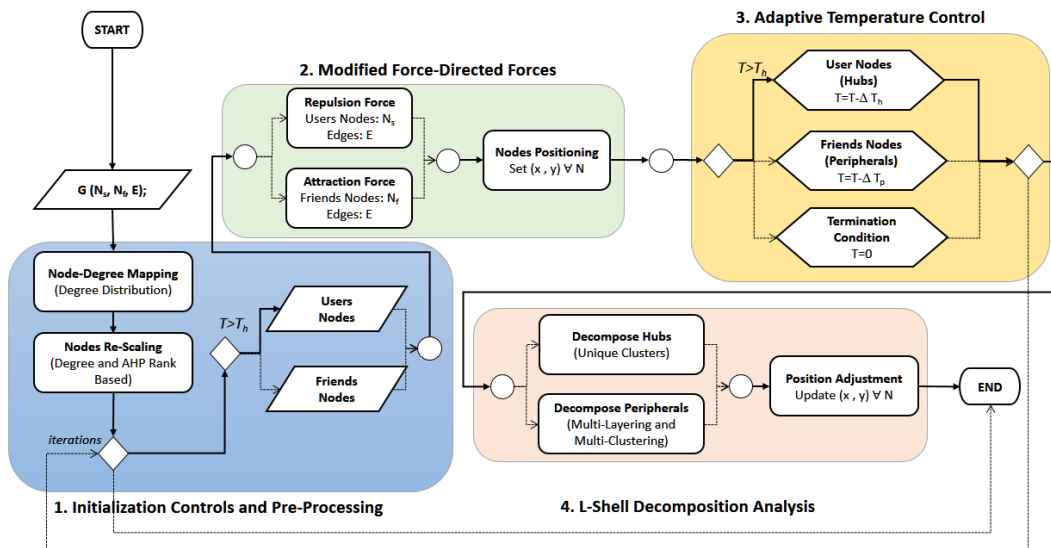 START
G (Ns, Nf, E);
1. Initialization Controls and Pre-Processing
Node-Degree Mapping
(Degree Distribution)
Nodes Re-Scaling
(Degree and AHP Rank
Based)
iterations
T>Th
Users
Nodes
Friends
Nodes
2. Modified Force-Directed Forces
Repulsion Force
Users Nodes: Ns
Edges: E
Attraction Force
Friends Nodes: Nf
Edges: E
Nodes Positioning
Set (x , y) ∀ N
3. Adaptive Temperature Control
T>Th
User Nodes
(Hubs)
T=T-Δ Th
Friends Nodes
(Peripherals)
T=T-Δ Tp
Termination
Condition
T=0
4. L-Shell Decomposition Analysis
Decompose Hubs
(Unique Clusters)
Decompose Peripherals
(Multi-Layering and
Multi-Clustering)
Position Adjustment
Update (x , y) ∀ N
END